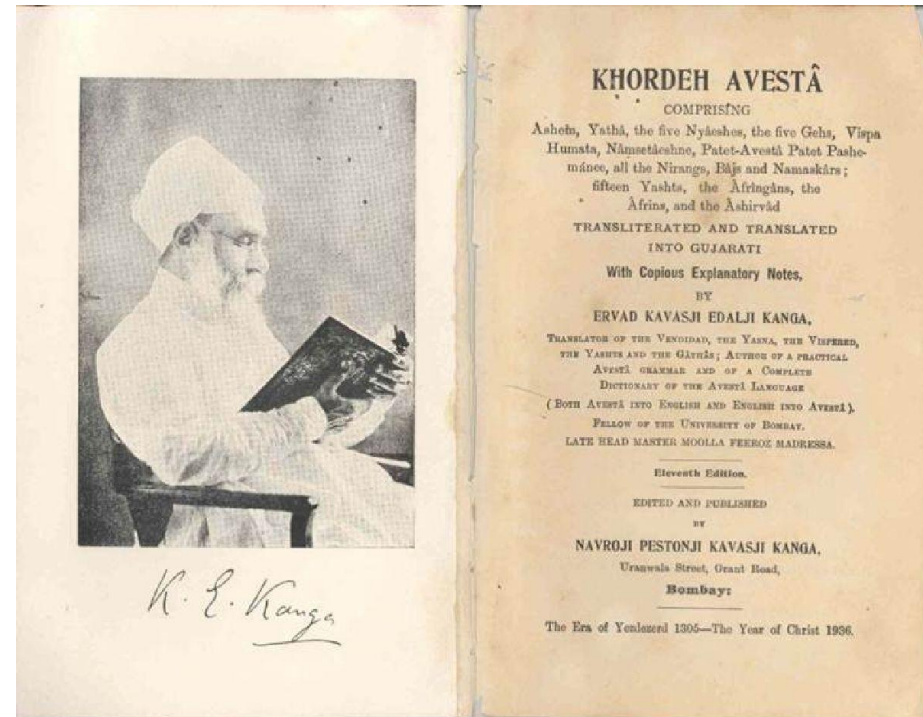 K. E. Kanga
KHORDEH AVESTÂ
COMPRISING
Ashem, Yathâ, the five Nyâeshes, the five Gehs, Vîspa
Humata, Nâmsetâeshne, Patet-Avestâ Patet Pashe-
mânee, all the Nirangs, Bâjs and Namaskârs;
fifteen Yashts, the Âfrîngâns, the
Âfrins, and the Âshirvâd
TRANSLITERATED AND TRANSLATED
INTO GUJARATI
With Copious Explanatory Notes,
BY
ERVAD KAVASJI EDALJI KANGA,
TRANSLATOR OF THE VENDIDAD, THE YASNA, THE VISPERED,
THE YASHTS AND THE GÂTHÂS; AUTHOR OF A PRACTICAL
AVESTÂ GRAMMAR AND OF A COMPLETE
DICTIONARY OF THE AVESTÂ LANGUAGE
(BOTH AVESTÂ INTO ENGLISH AND ENGLISH INTO AVESTÂ).
FELLOW OF THE UNIVERSITY OF BOMBAY.
LATE HEAD MASTER MOOLLA FEEROZ MADRESSA.
Eleventh Edition.
EDITED AND PUBLISHED
BY
NAVROJI PESTONJI KAVASJI KANGA,
Uranwala Street, Grant Road,
Bombay:
The Era of Yezdezerd 1305—The Year of Christ 1936.